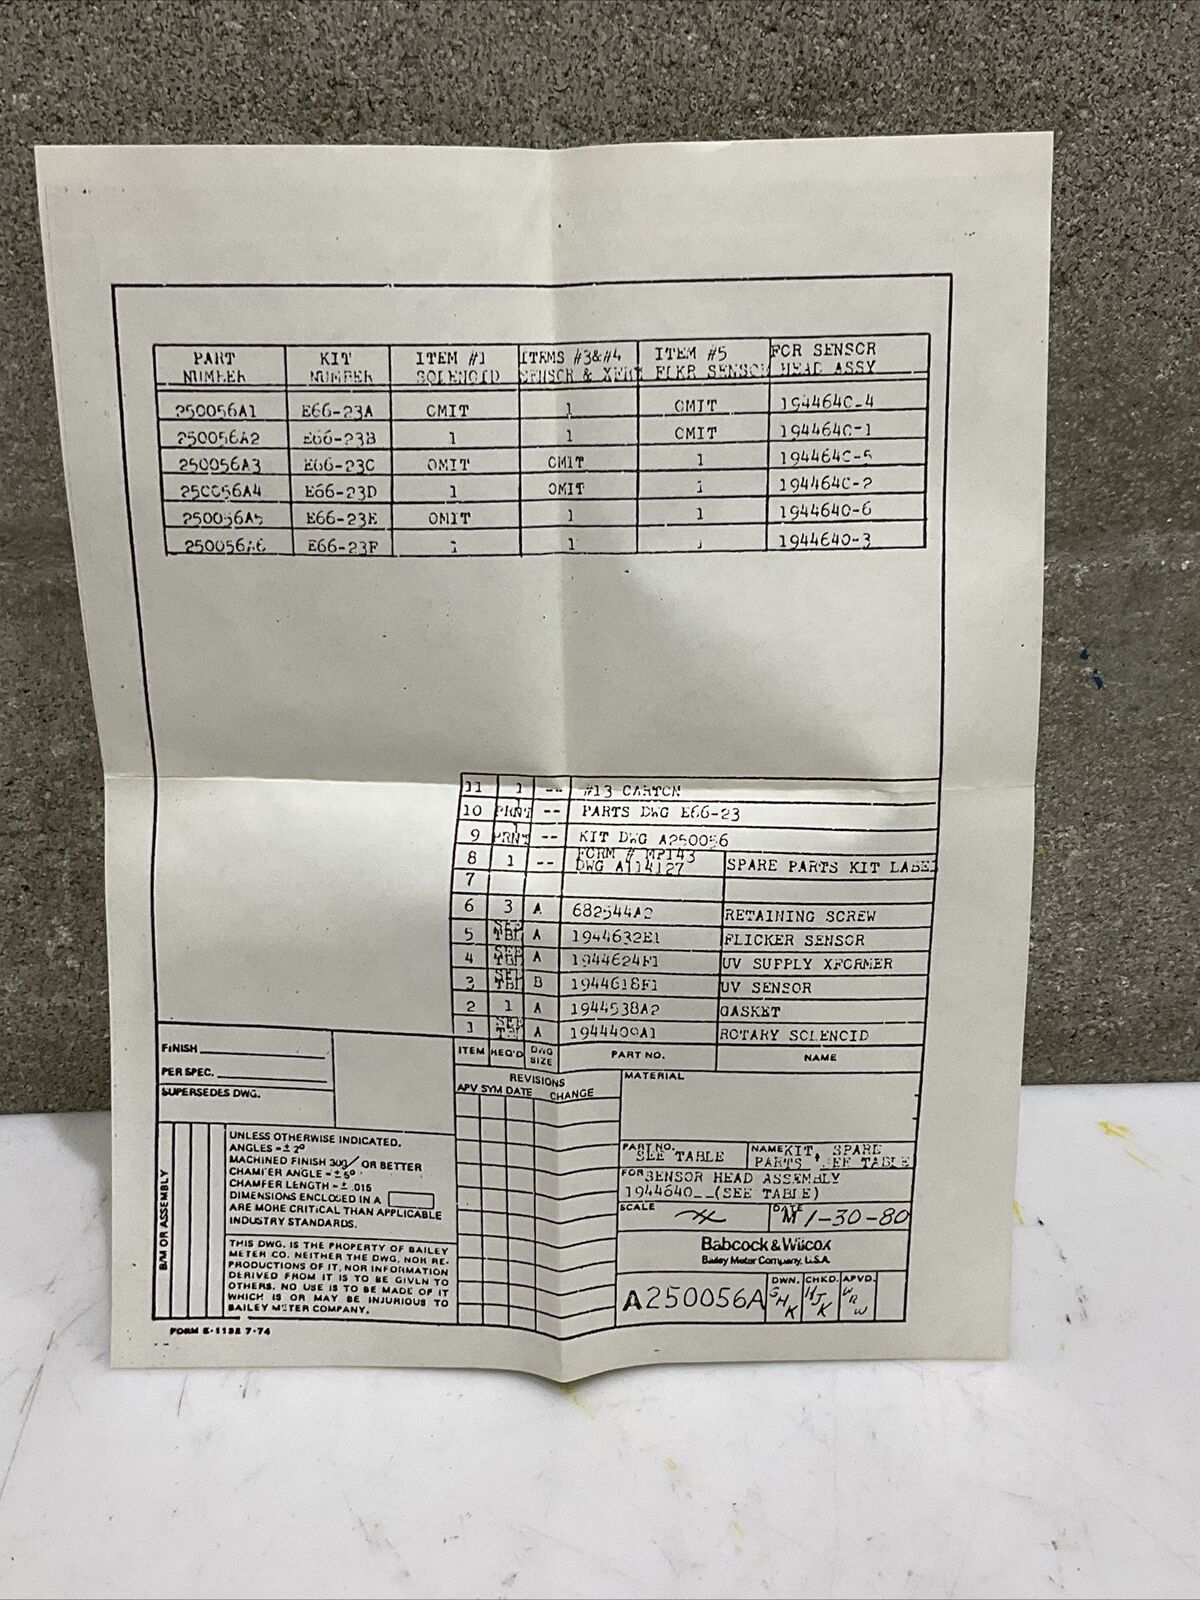 PART NUMBER KIT NUMBER ITEM #1 SOLENOID ITEMS #3&#4 SENSOR & XFRM ITEM #5 FLKR SENSOR FOR SENSOR HEAD ASSY
250056A1 E66-23A OMIT 1 OMIT 1944640-4
250056A2 E66-23B 1 1 OMIT 1944640-1
250056A3 E66-23C OMIT OMIT 1 1944640-5
250056A4 E66-23D 1 OMIT 1 1944640-2
250056A5 E66-23E OMIT 1 1 1944640-6
250056A6 E66-23F 1 1 1 1944640-3
11 1 -- #13 CARTON
10 1 PRNT -- PARTS DWG E66-23
9 1 PRNT -- KIT DWG A250056
8 1 -- FORM # MP143 DWG A114127 SPARE PARTS KIT LABEL
7
6 3 A 682544A2 RETAINING SCREW
5 SEE TBL A 1944632E1 FLICKER SENSOR
4 SEE TBL A 1944624F1 UV SUPPLY XFORMER
3 SEE TBL B 1944618F1 UV SENSOR
2 1 A 1944538A2 GASKET
1 SEE TBL A 1944409A1 ROTARY SOLENOID
ITEM REQ'D DWG SIZE PART NO. NAME
FINISH
PER SPEC.
SUPERSEDES DWG.
REVISIONS
APV SYM DATE CHANGE
MATERIAL
B/M OR ASSEMBLY
UNLESS OTHERWISE INDICATED.
ANGLES = ± 2°
MACHINED FINISH 300/ OR BETTER
CHAMFER ANGLE = ± 5°
CHAMFER LENGTH = ± .015
DIMENSIONS ENCLOSED IN A
ARE MORE CRITICAL THAN APPLICABLE
INDUSTRY STANDARDS.
THIS DWG. IS THE PROPERTY OF BAILEY
METER CO. NEITHER THE DWG. NOR RE-
PRODUCTIONS OF IT, NOR INFORMATION
DERIVED FROM IT IS TO BE GIVEN TO
OTHERS. NO USE IS TO BE MADE OF IT
WHICH IS OR MAY BE INJURIOUS TO
BAILEY METER COMPANY.
PART NO. SEE TABLE
NAME KIT, SPARE
PARTS, SEE TABLE
FOR SENSOR HEAD ASSEMBLY
1944640__(SEE TABLE)
SCALE
DATE 1-30-80
Babcock & Wilcox
Bailey Meter Company, U.S.A.
A250056A
DWN. SHK CHKD. HJK APVD. WRW
FORM E-1192 7-74